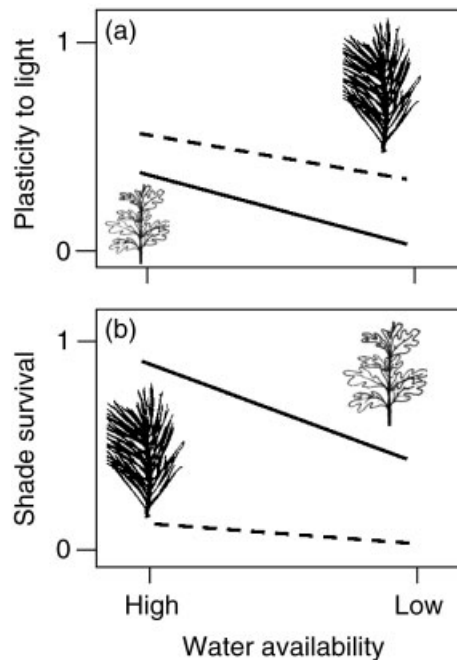 (a)
Plasticity to light
1
0
(b)
Shade survival
1
0
High
Low
Water availability